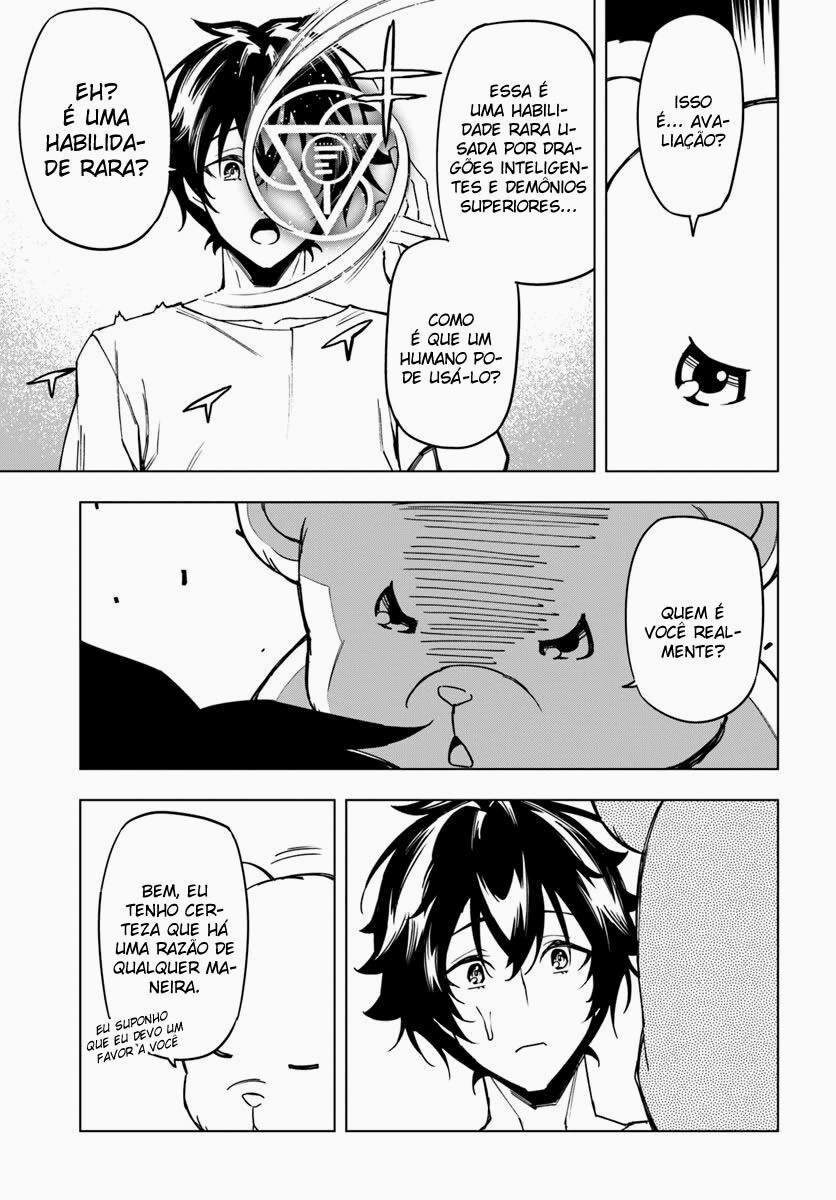 ISSO
É... AVA-
LIAÇÃO?
ESSA É
UMA HABILI-
DADE RARA U-
SADA POR DRA-
GÕES INTELIGEN-
TES E DEMÔNIOS
SUPERIORES...
COMO
É QUE UM
HUMANO PO-
DE USÁ-LO?
EH?
É UMA
HABILIDA-
DE RARA?
QUEM É
VOCÊ REAL-
MENTE?
BEM, EU
TENHO CER-
TEZA QUE HÁ
UMA RAZÃO DE
QUALQUER MA-
NEIRA.
EU SUPONHO
QUE EU DEVO UM
FAVOR À VOCÊ